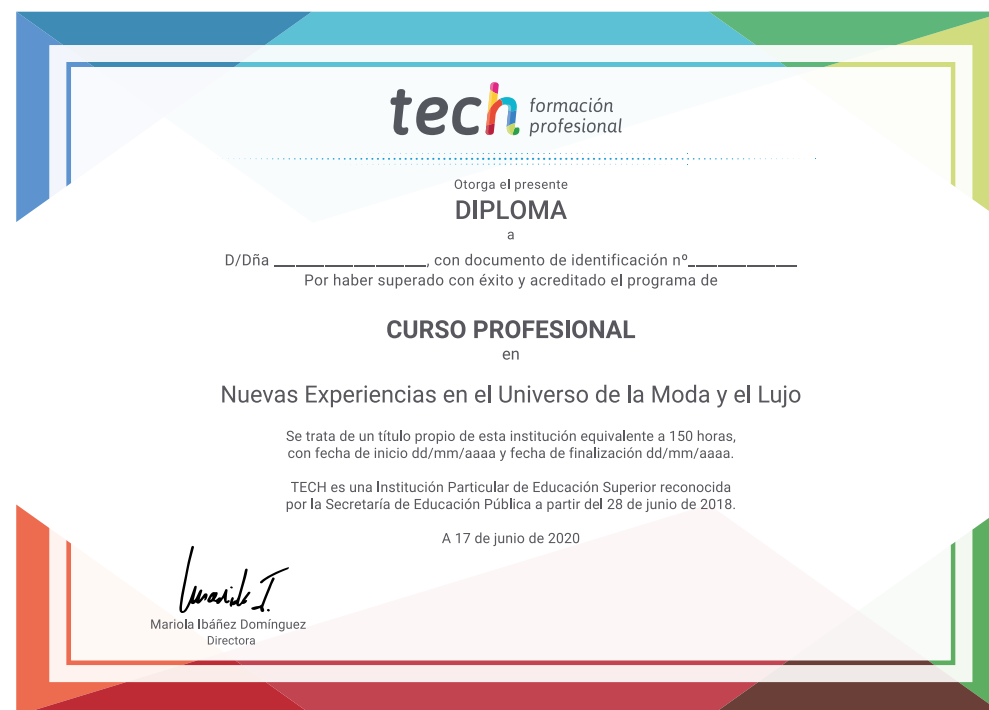 tech formación
profesional
Otorga el presente
DIPLOMA
a
D/Dña ____________________, con documento de identificación nº______________
Por haber superado con éxito y acreditado el programa de
CURSO PROFESIONAL
en
Nuevas Experiencias en el Universo de la Moda y el Lujo
Se trata de un título propio de esta institución equivalente a 150 horas,
con fecha de inicio dd/mm/aaaa y fecha de finalización dd/mm/aaaa.
TECH es una Institución Particular de Educación Superior reconocida
por la Secretaría de Educación Pública a partir del 28 de junio de 2018.
A 17 de junio de 2020
Mariola Ibáñez Domínguez
Directora